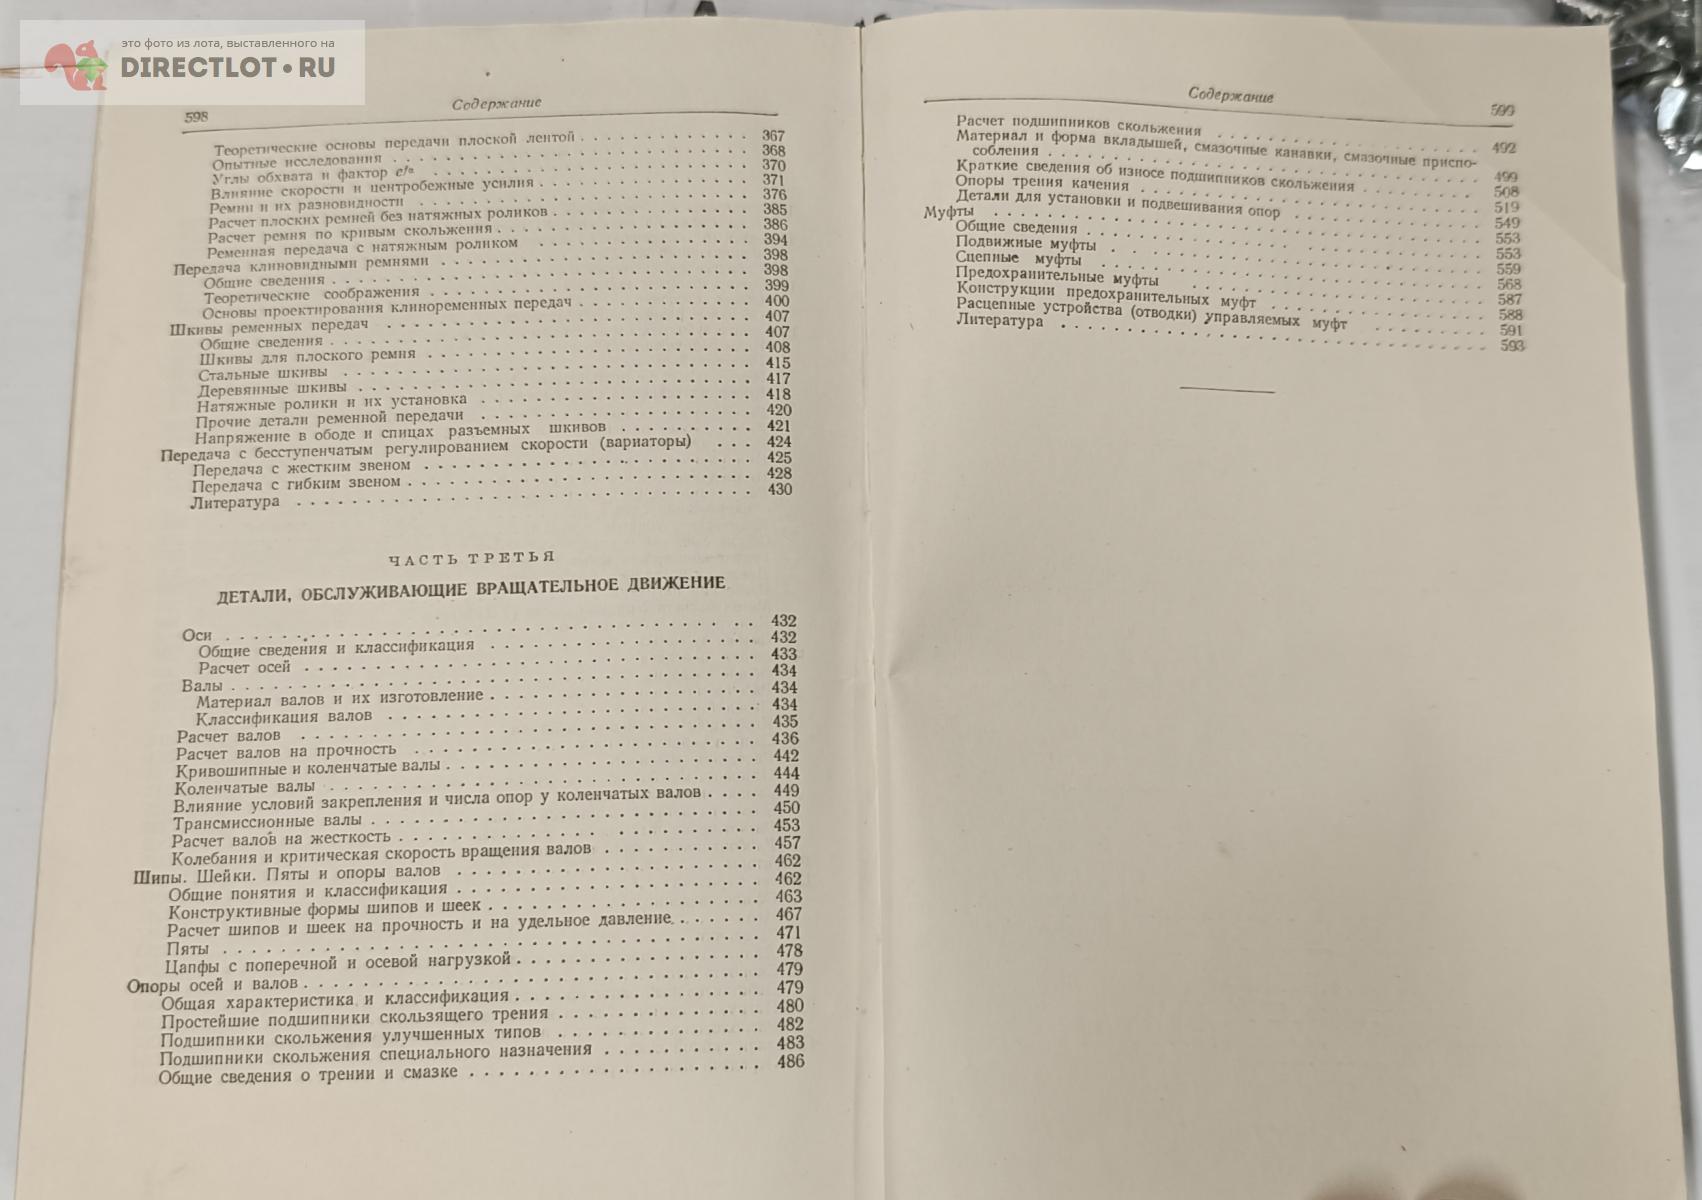 это фото из лота, выставленного на
DIRECTLOT•RU
598
Содержание
Теоретические основы передачи плоской лентой . . . . . . . . . . . . 367
Опытные исследования . . . . . . . . . . . . 368
Углы обхвата и фактор e^fα . . . . . . . . . . . . 370
Влияние скорости и центробежные усилия . . . . . . . . . . . . 371
Ремни и их разновидности . . . . . . . . . . . . 376
Расчет плоских ремней без натяжных роликов . . . . . . . . . . . . 385
Расчет ремня по кривым скольжения . . . . . . . . . . . . 386
Ременная передача с натяжным роликом . . . . . . . . . . . . 394
Передача клиновидными ремнями . . . . . . . . . . . . 398
Общие сведения . . . . . . . . . . . . 398
Теоретические соображения . . . . . . . . . . . . 399
Основы проектирования клиноременных передач . . . . . . . . . . . . 400
Шкивы ременных передач . . . . . . . . . . . . 407
Общие сведения . . . . . . . . . . . . 407
Шкивы для плоского ремня . . . . . . . . . . . . 408
Стальные шкивы . . . . . . . . . . . . 415
Деревянные шкивы . . . . . . . . . . . . 417
Натяжные ролики и их установка . . . . . . . . . . . . 418
Прочие детали ременной передачи . . . . . . . . . . . . 420
Напряжение в ободе и спицах разъемных шкивов . . . . . . . . . . 421
Передача с бесступенчатым регулированием скорости (вариаторы) . . . 424
Передача с жестким звеном . . . . . . . . . . . . 425
Передача с гибким звеном . . . . . . . . . . . . 428
Литература . . . . . . . . . . . . 430
ЧАСТЬ ТРЕТЬЯ
ДЕТАЛИ, ОБСЛУЖИВАЮЩИЕ ВРАЩАТЕЛЬНОЕ ДВИЖЕНИЕ
Оси . . . . . . . . . . . . 432
Общие сведения и классификация . . . . . . . . . . . . 432
Расчет осей . . . . . . . . . . . . 433
Валы . . . . . . . . . . . . 434
Материал валов и их изготовление . . . . . . . . . . . . 434
Классификация валов . . . . . . . . . . . . 434
Расчет валов . . . . . . . . . . . . 435
Расчет валов на прочность . . . . . . . . . . . . 436
Кривошипные и коленчатые валы . . . . . . . . . . . . 442
Коленчатые валы . . . . . . . . . . . . 444
Влияние условий закрепления и числа опор у коленчатых валов . . . . 449
Трансмиссионные валы . . . . . . . . . . . . 450
Расчет валов на жесткость . . . . . . . . . . . . 453
Колебания и критическая скорость вращения валов . . . . . . . . . . . 457
Шипы. Шейки. Пяты и опоры валов . . . . . . . . . . . . 462
Общие понятия и классификация . . . . . . . . . . . . 462
Конструктивные формы шипов и шеек . . . . . . . . . . . . 463
Расчет шипов и шеек на прочность и на удельное давление . . . . . . 467
Пяты . . . . . . . . . . . . 471
Цапфы с поперечной и осевой нагрузкой . . . . . . . . . . . . 478
Опоры осей и валов . . . . . . . . . . . . 479
Общая характеристика и классификация . . . . . . . . . . . . 479
Простейшие подшипники скользящего трения . . . . . . . . . . . . 480
Подшипники скольжения улучшенных типов . . . . . . . . . . . . 482
Подшипники скольжения специального назначения . . . . . . . . . . . 483
Общие сведения о трении и смазке . . . . . . . . . . . . 486
Содержание
599
Расчет подшипников скольжения . . . . . . . . . . . . 492
Материал и форма вкладышей, смазочные канавки, смазочные приспо-
собления . . . . . . . . . . . . 499
Краткие сведения об износе подшипников скольжения . . . . . . . . 508
Опоры трения качения . . . . . . . . . . . . 519
Детали для установки и подвешивания опор . . . . . . . . . . . . 549
Муфты . . . . . . . . . . . . 553
Общие сведения . . . . . . . . . . . . 553
Подвижные муфты . . . . . . . . . . . . 559
Сцепные муфты . . . . . . . . . . . . 568
Предохранительные муфты . . . . . . . . . . . . 587
Конструкции предохранительных муфт . . . . . . . . . . . . 588
Расцепные устройства (отводки) управляемых муфт . . . . . . . . 591
Литература . . . . . . . . . . . . 593